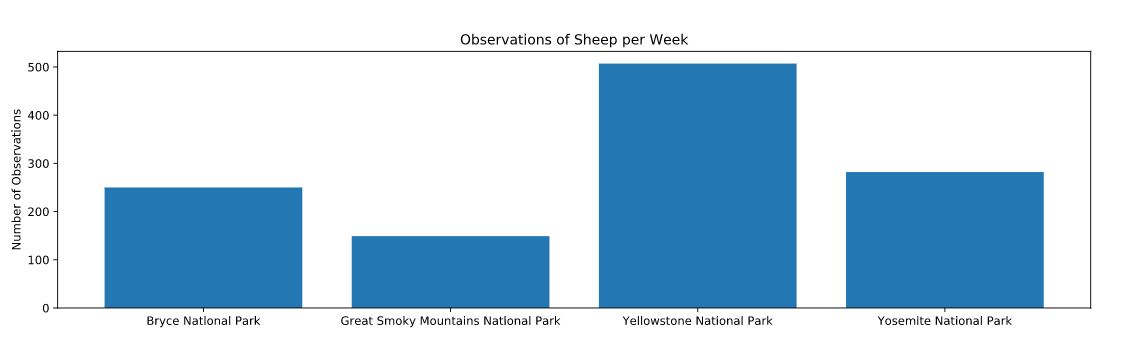 Observations of Sheep per Week
Number of Observations
500
400
300
200
100
0
Bryce National Park
Great Smoky Mountains National Park
Yellowstone National Park
Yosemite National Park